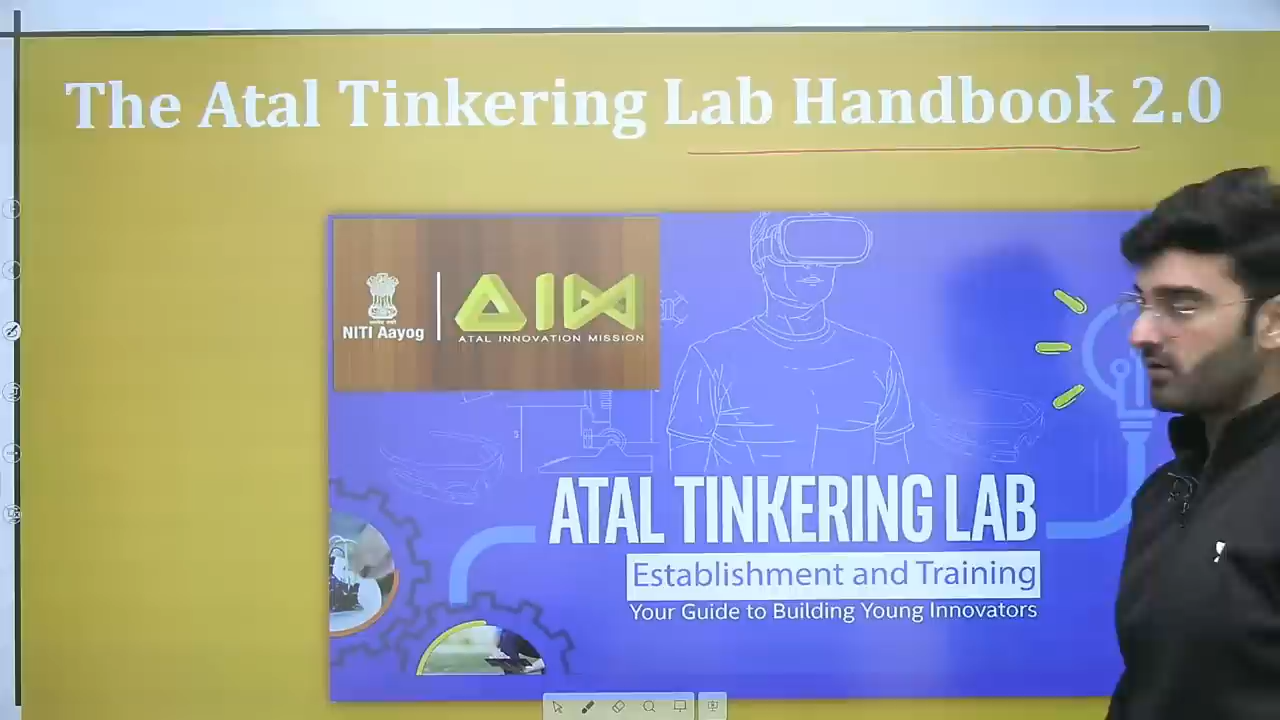 The Atal Tinkering Lab Handbook 2.0
NITI Aayog
ATAL INNOVATION MISSION
AIM
ATAL TINKERING LAB
Establishment and Training
Your Guide to Building Young Innovators